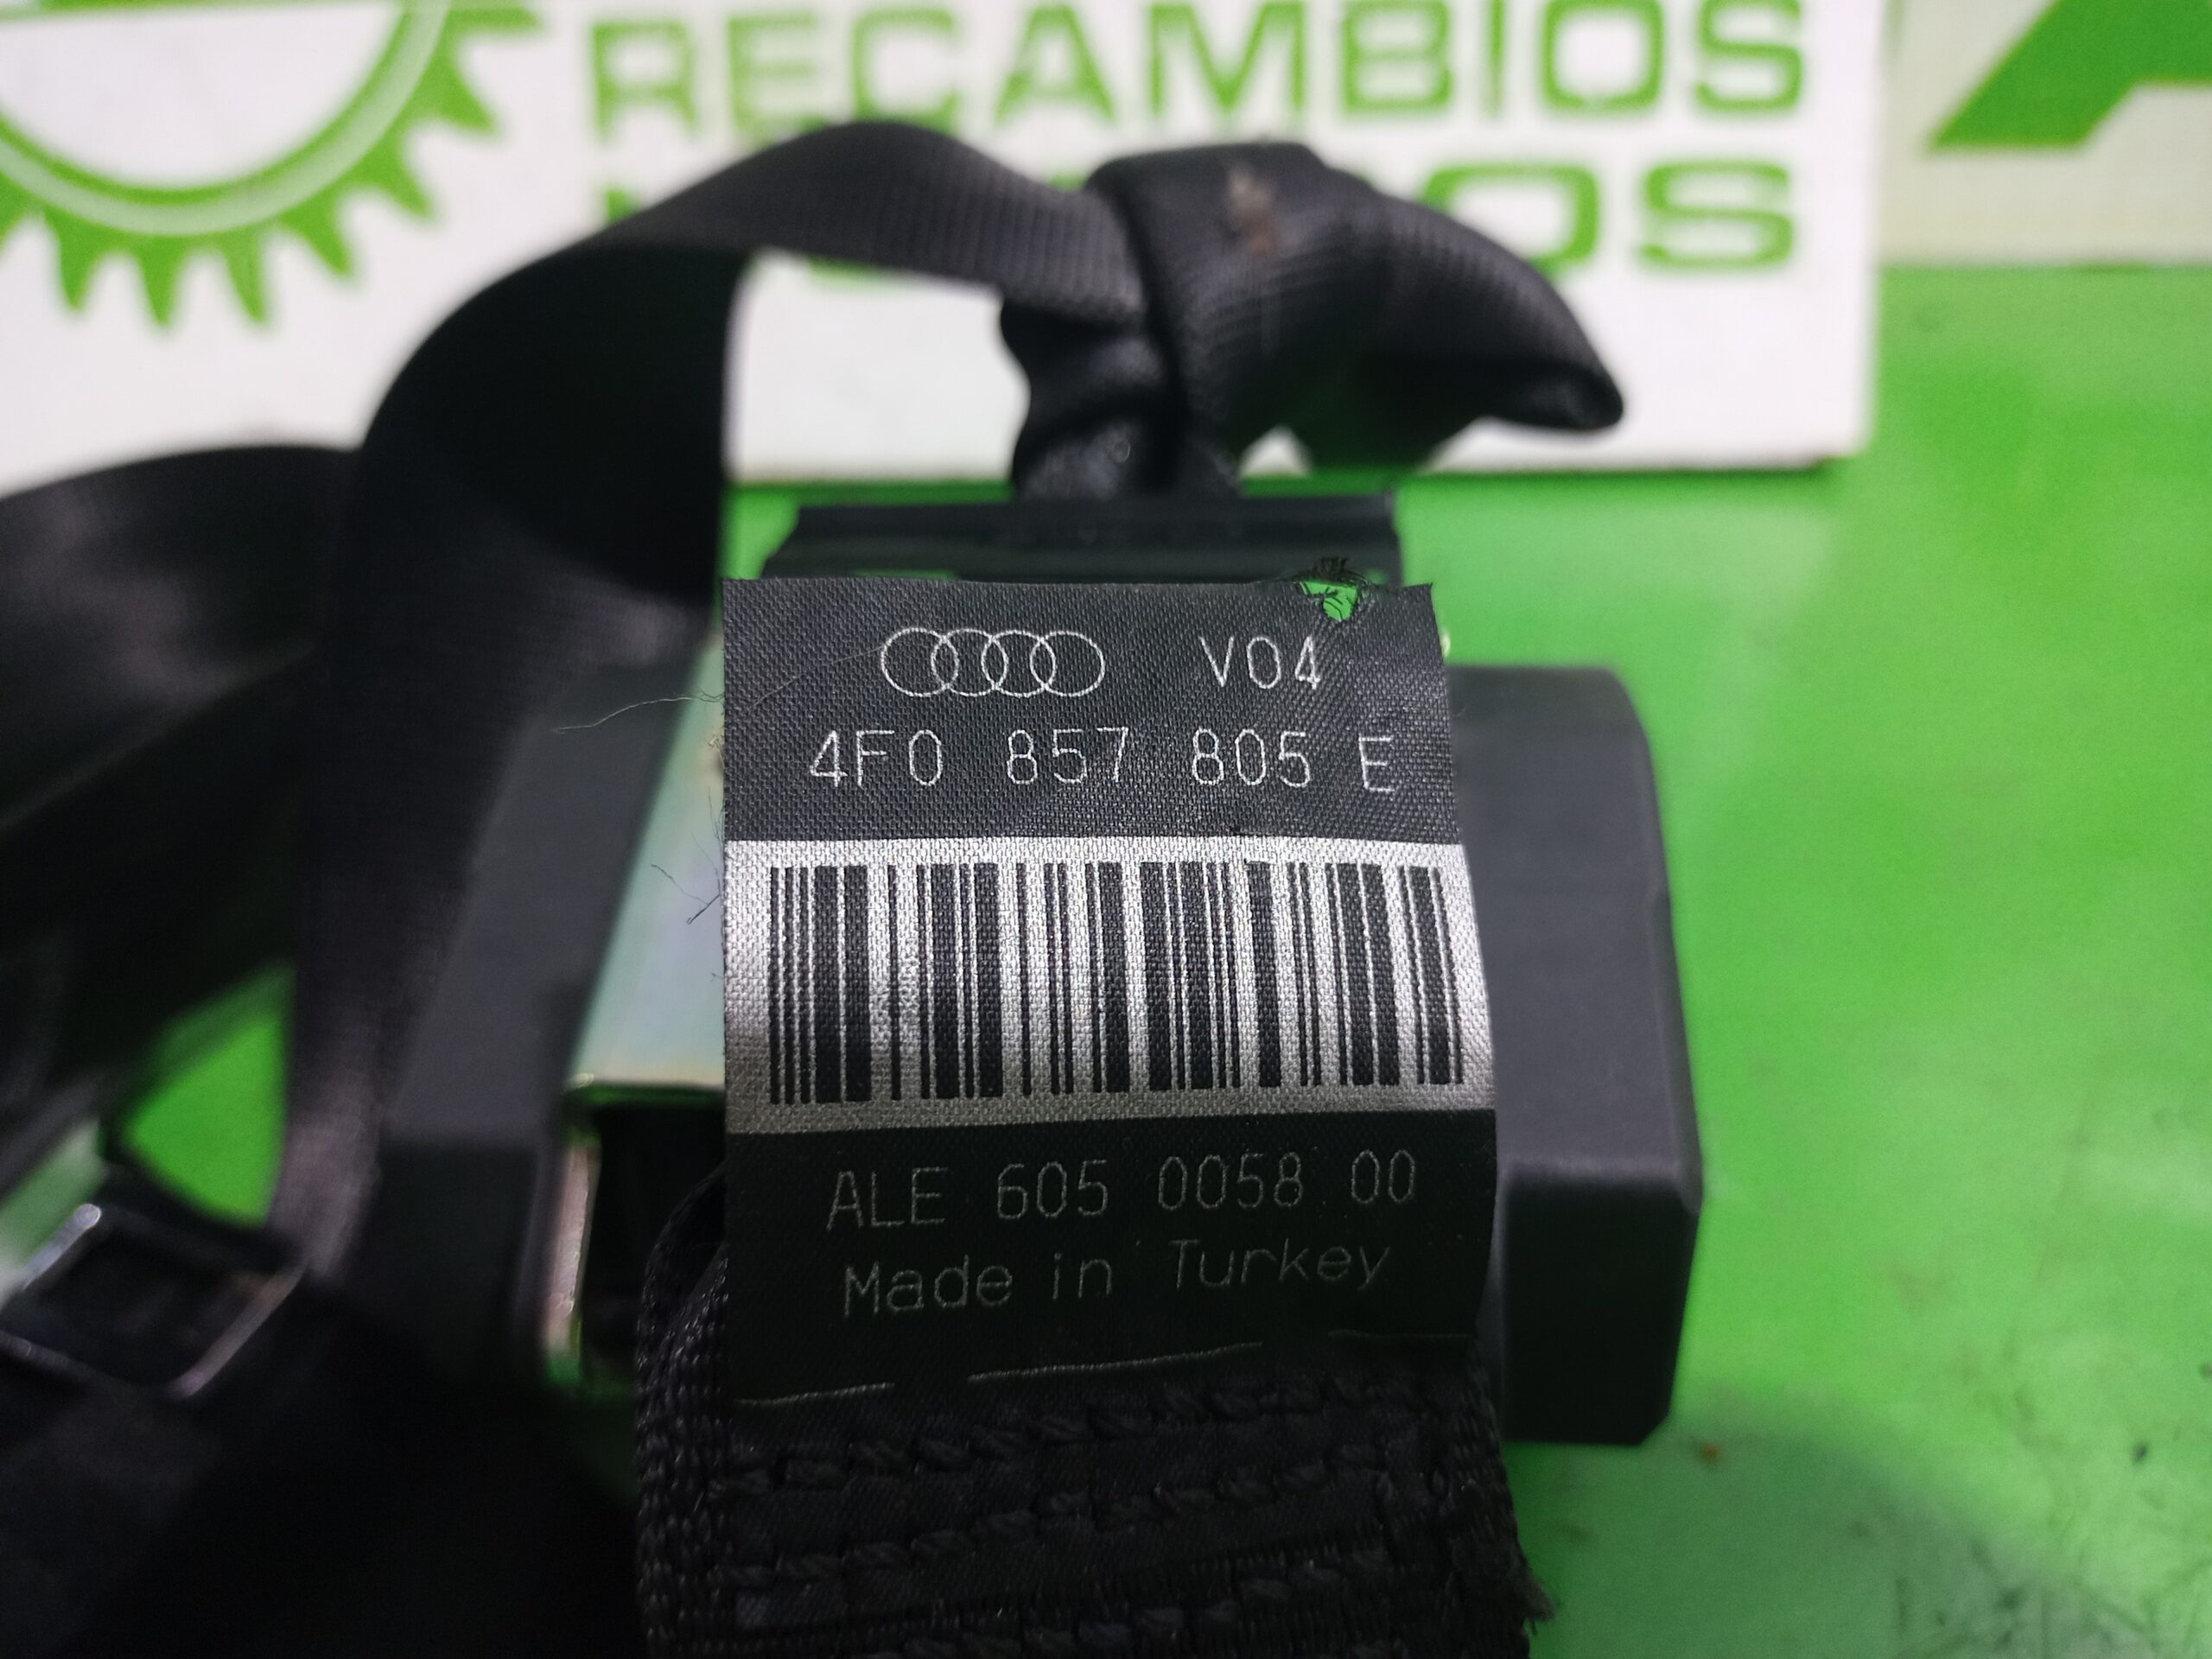 RECAMBIOS
V04
4F0 857 805 E
ALE 605 0058 00
Made in Turkey